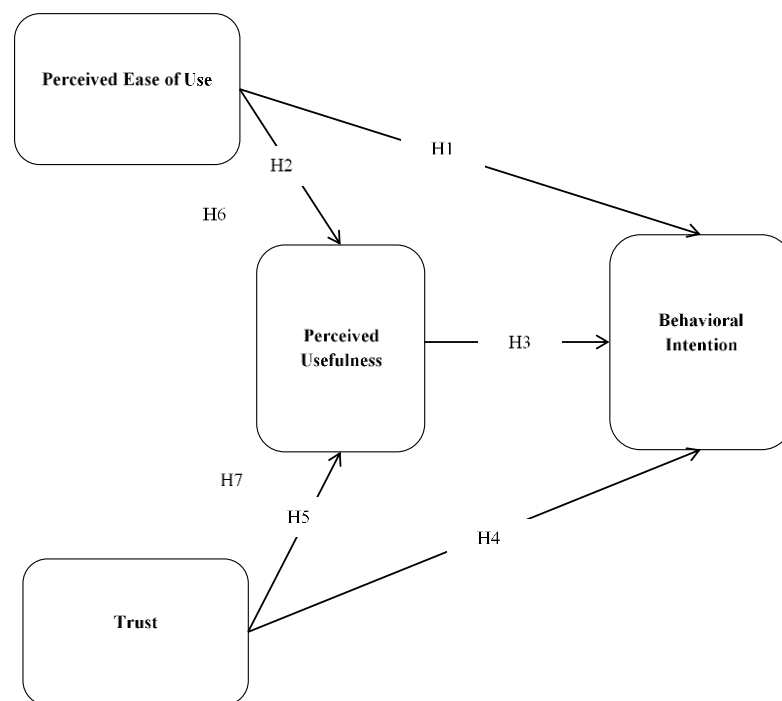 Perceived Ease of Use
H1
H2
H6
Perceived
Usefulness
H3
Behavioral
Intention
H7
H5
H4
Trust